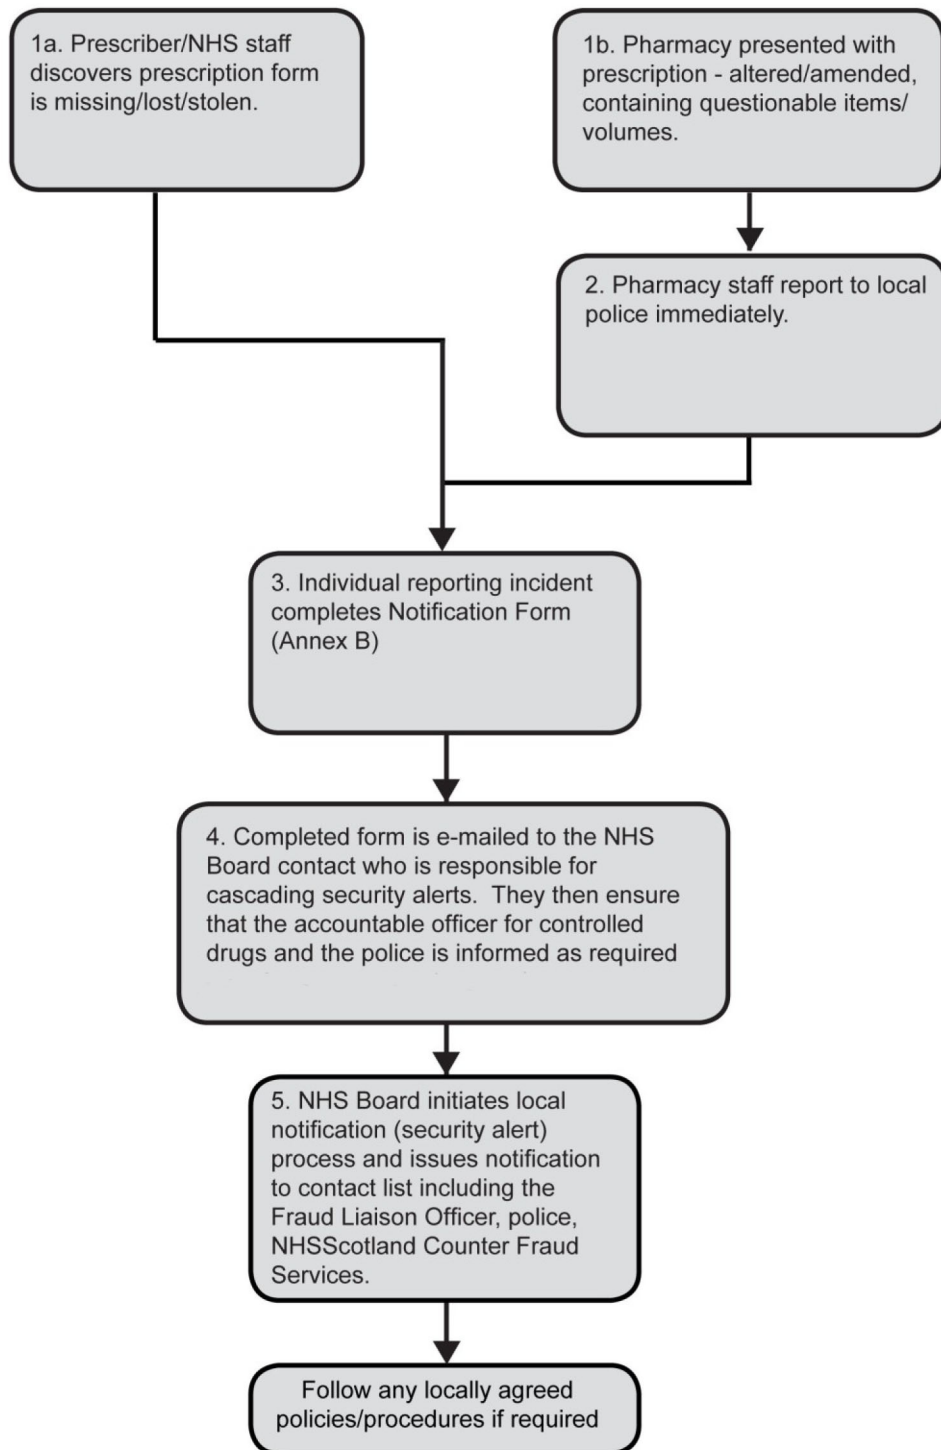 1a. Prescriber/NHS staff
discovers prescription form
is missing/lost/stolen.
1b. Pharmacy presented with
prescription - altered/amended,
containing questionable items/
volumes.
2. Pharmacy staff report to local
police immediately.
3. Individual reporting incident
completes Notification Form
(Annex B)
4. Completed form is e-mailed to the NHS
Board contact who is responsible for
cascading security alerts.  They then ensure
that the accountable officer for controlled
drugs and the police is informed as required
5. NHS Board initiates local
notification (security alert)
process and issues notification
to contact list including the
Fraud Liaison Officer, police,
NHSScotland Counter Fraud
Services.
Follow any locally agreed
policies/procedures if required